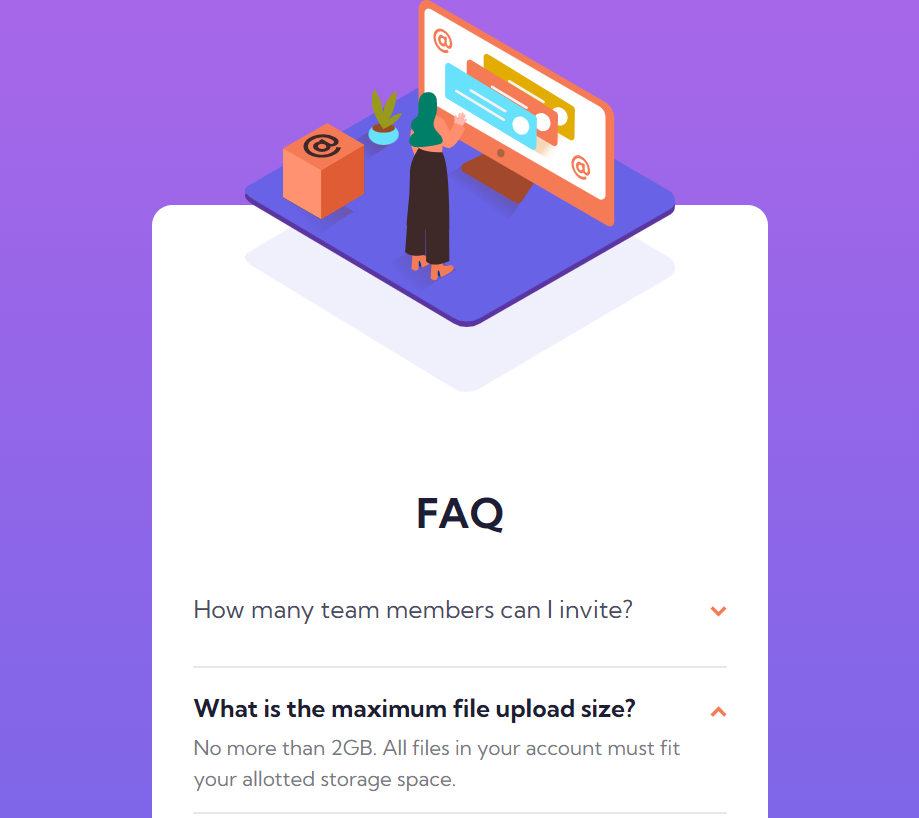 @
@
@
FAQ
How many team members can I invite?
What is the maximum file upload size?
No more than 2GB. All files in your account must fit
your allotted storage space.